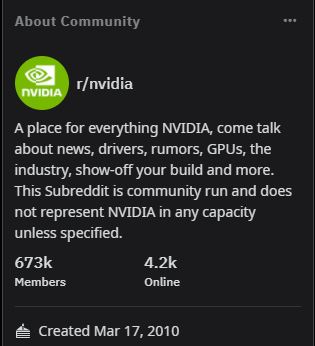 About Community
NVIDIA
r/nvidia
A place for everything NVIDIA, come talk
about news, drivers, rumors, GPUs, the
industry, show-off your build and more.
This Subreddit is community run and does
not represent NVIDIA in any capacity
unless specified.
673k 4.2k
Members Online
Created Mar 17, 2010